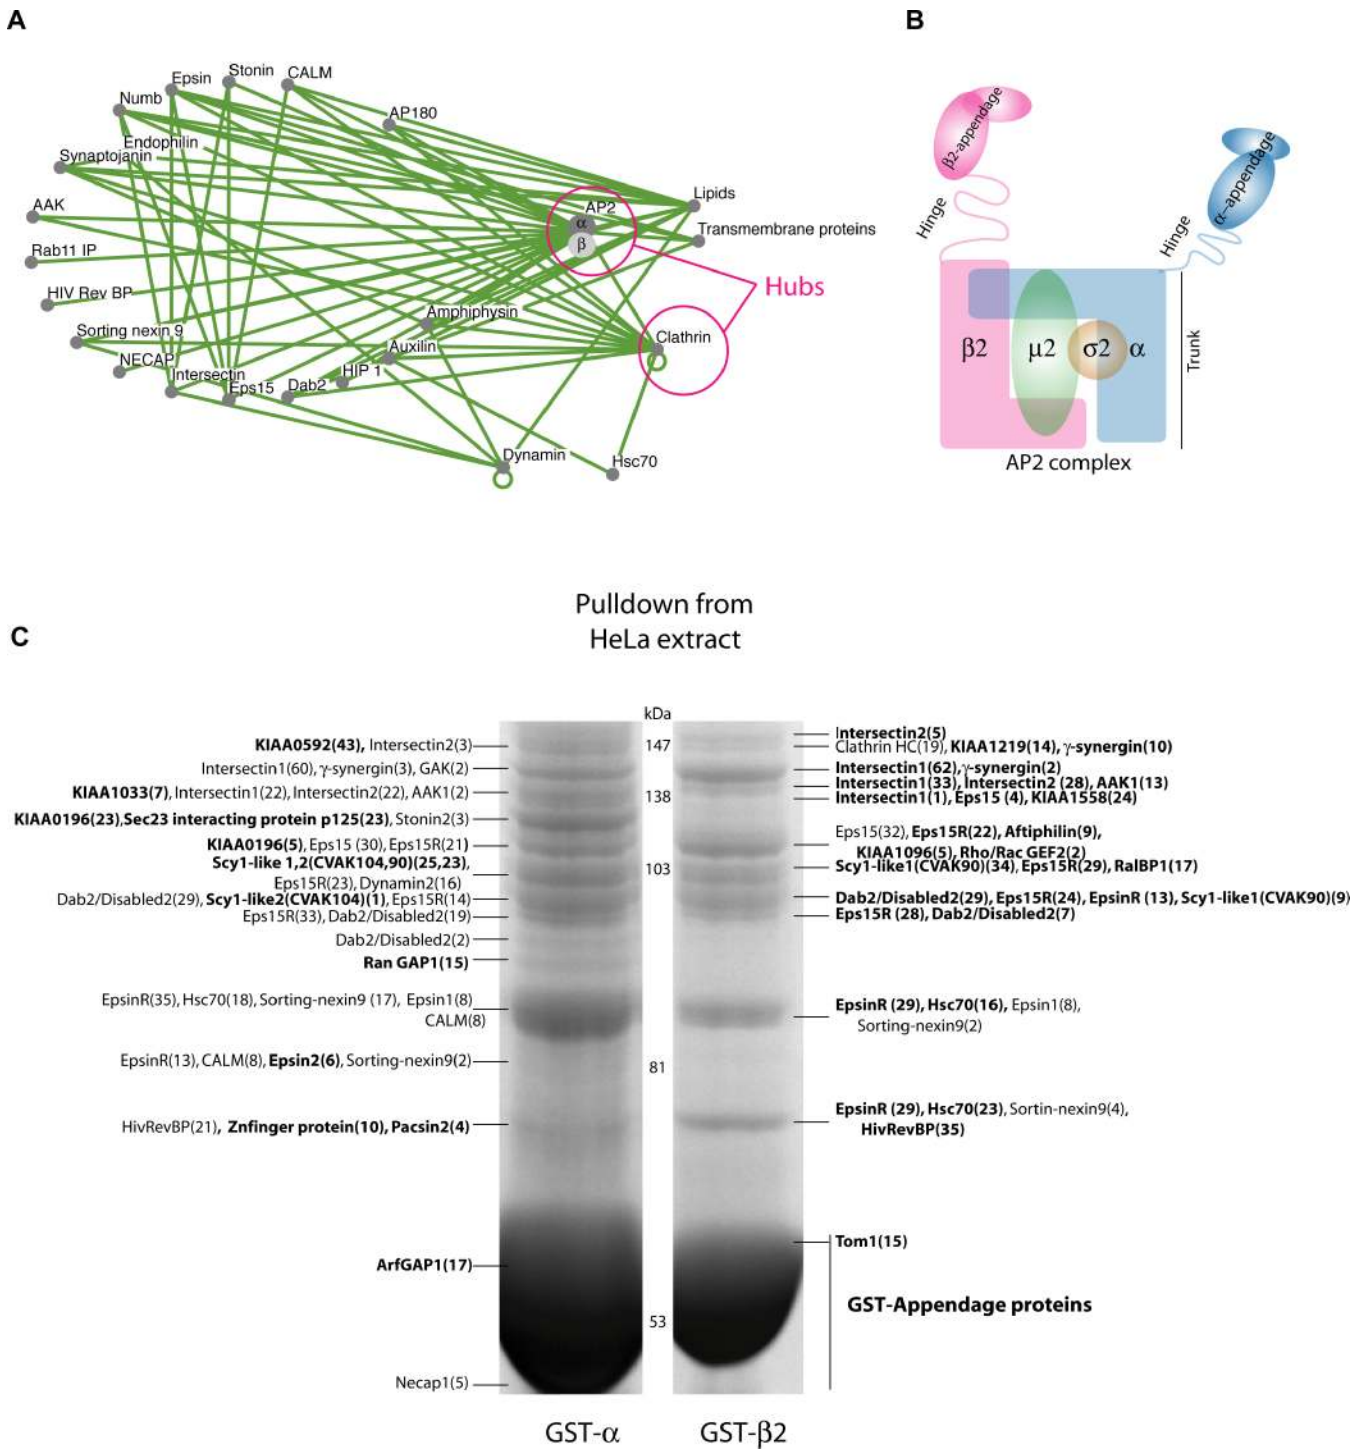 A
B
Stonin
CALM
Epsin
Numb
AP180
Endophilin
Synaptojanin
Lipids
AAK
AP2
α
Transmembrane proteins
β
Rab11 IP
Hubs
HIV Rev BP
Amphiphysin
Sorting nexin 9
Auxilin
Clathrin
NECAP
HIP 1
Intersectin
Eps15
Dab2
Dynamin
Hsc70
β2-appendage
α-appendage
Hinge
Hinge
β2
μ2
σ2
α
Trunk
AP2 complex
Pulldown from
HeLa extract
C
kDa
147
138
103
81
53
KIAA0592(43), Intersectin2(3)
Intersectin1(60), γ-synergin(3), GAK(2)
KIAA1033(7), Intersectin1(22), Intersectin2(22), AAK1(2)
KIAA0196(23),Sec23 interacting protein p125(23), Stonin2(3)
KIAA0196(5), Eps15 (30), Eps15R(21)
Scy1-like 1,2(CVAK104,90)(25,23),
Eps15R(23), Dynamin2(16)
Dab2/Disabled2(29), Scy1-like2(CVAK104)(1), Eps15R(14)
Eps15R(33), Dab2/Disabled2(19)
Dab2/Disabled2(2)
Ran GAP1(15)
EpsinR(35), Hsc70(18), Sorting-nexin9 (17), Epsin1(8)
CALM(8)
EpsinR(13), CALM(8), Epsin2(6), Sorting-nexin9(2)
HivRevBP(21), Znfinger protein(10), Pacsin2(4)
ArfGAP1(17)
Necap1(5)
Intersectin2(5)
Clathrin HC(19), KIAA1219(14), γ-synergin(10)
Intersectin1(62), γ-synergin(2)
Intersectin1(33), Intersectin2 (28), AAK1(13)
Intersectin1(1), Eps15 (4), KIAA1558(24)
Eps15(32), Eps15R(22), Aftiphilin(9),
KIAA1096(5), Rho/Rac GEF2(2)
Scy1-like1(CVAK90)(34), Eps15R(29), RalBP1(17)
Dab2/Disabled2(29), Eps15R(24), EpsinR (13), Scy1-like1(CVAK90)(9)
Eps15R (28), Dab2/Disabled2(7)
EpsinR (29), Hsc70(16), Epsin1(8),
Sorting-nexin9(2)
EpsinR (29), Hsc70(23), Sortin-nexin9(4),
HivRevBP(35)
Tom1(15)
GST-Appendage proteins
GST-α
GST-β2